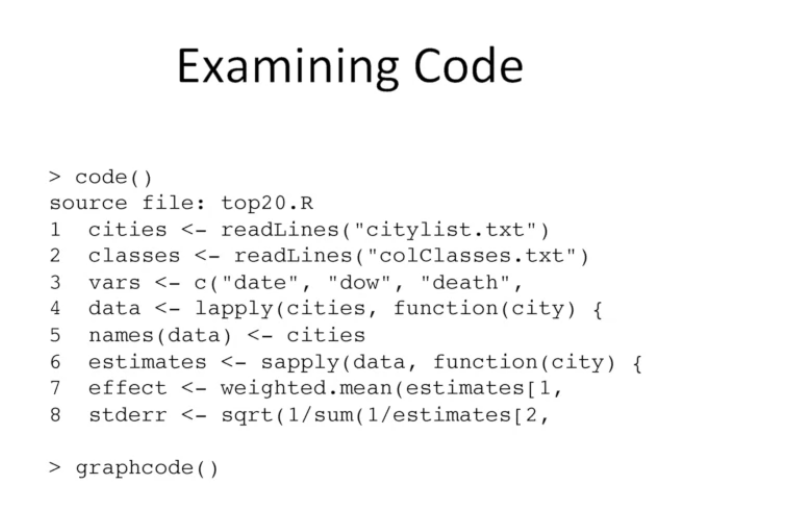 Examining Code
> code()
source file: top20.R
1  cities <- readLines("citylist.txt")
2  classes <- readLines("colClasses.txt")
3  vars <- c("date", "dow", "death",
4  data <- lapply(cities, function(city) {
5  names(data) <- cities
6  estimates <- sapply(data, function(city) {
7  effect <- weighted.mean(estimates[1,
8  stderr <- sqrt(1/sum(1/estimates[2,
> graphcode()